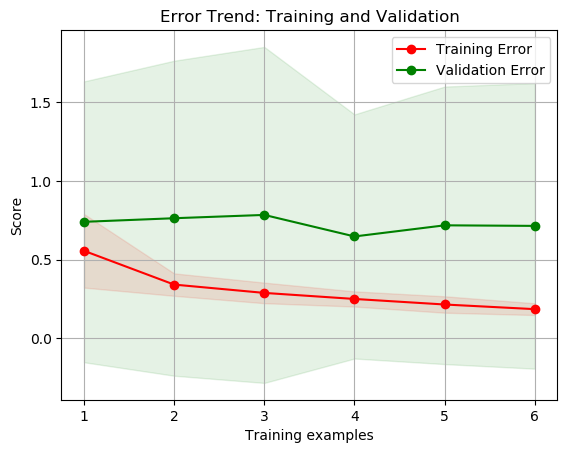 Error Trend: Training and Validation
Training Error
Validation Error
Score
1.5
1.0
0.5
0.0
1 2 3 4 5 6
Training examples